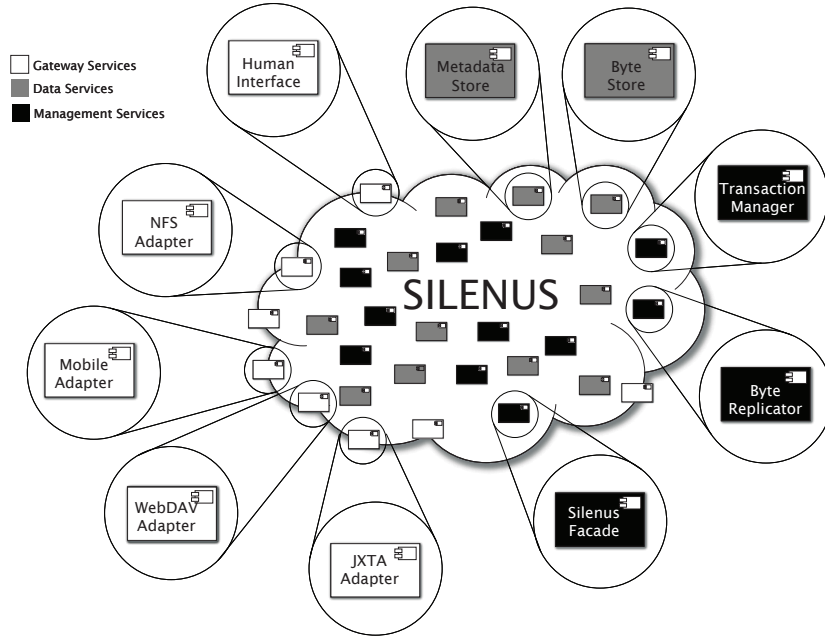 Gateway Services
Data Services
Management Services
Human
Interface
Metadata
Store
Byte
Store
Transaction
Manager
NFS
Adapter
SILENUS
Mobile
Adapter
Byte
Replicator
WebDAV
Adapter
Silenus
Facade
JXTA
Adapter